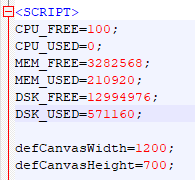 <SCRIPT>
CPU_FREE=100;
CPU_USED=0;
MEM_FREE=3282568;
MEM_USED=210920;
DSK_FREE=12994976;
DSK_USED=571160;
defCanvasWidth=1200;
defCanvasHeight=700;